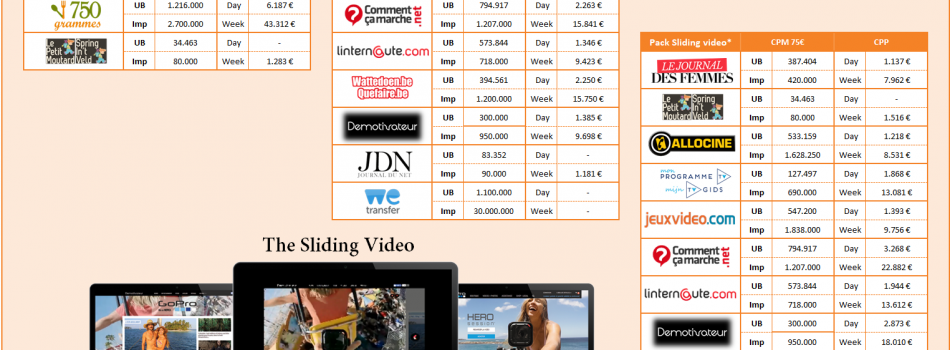 750 grammes UB 1.216.000 Day 6.187 €
Imp 2.700.000 Week 43.312 €
Le Petit Moutard Spring In't Veld UB 34.463 Day -
Imp 80.000 Week 1.283 €
Comment ça marche.net UB 794.917 Day 2.263 €
Imp 1.207.000 Week 15.841 €
linternaute.com UB 573.844 Day 1.346 €
Imp 718.000 Week 9.423 €
Wattedoen.be Quefaire.be UB 394.561 Day 2.250 €
Imp 1.200.000 Week 15.750 €
Demotivateur UB 300.000 Day 1.385 €
Imp 950.000 Week 9.698 €
JDN JOURNAL DU NET UB 83.352 Day -
Imp 90.000 Week 1.181 €
we transfer UB 1.100.000 Day -
Imp 30.000.000 Week -
The Sliding Video
GoPro
HERO
SESSION
Pack Sliding video* CPM 75€ CPP
LE JOURNAL DES FEMMES UB 387.404 Day 1.137 €
Imp 420.000 Week 7.962 €
Le Petit Moutard Spring In't Veld UB 34.463 Day -
Imp 80.000 Week 1.516 €
ALLOCINE UB 533.159 Day 1.218 €
Imp 1.628.250 Week 8.531 €
mon PROGRAMME TV mijn TV GIDS UB 127.497 Day 1.868 €
Imp 690.000 Week 13.081 €
jeuxvideo.com UB 547.200 Day 1.393 €
Imp 1.838.000 Week 9.756 €
Comment ça marche.net UB 794.917 Day 3.268 €
Imp 1.207.000 Week 22.882 €
linternaute.com UB 573.844 Day 1.944 €
Imp 718.000 Week 13.612 €
Demotivateur UB 300.000 Day 2.873 €
Imp 950.000 Week 18.010 €